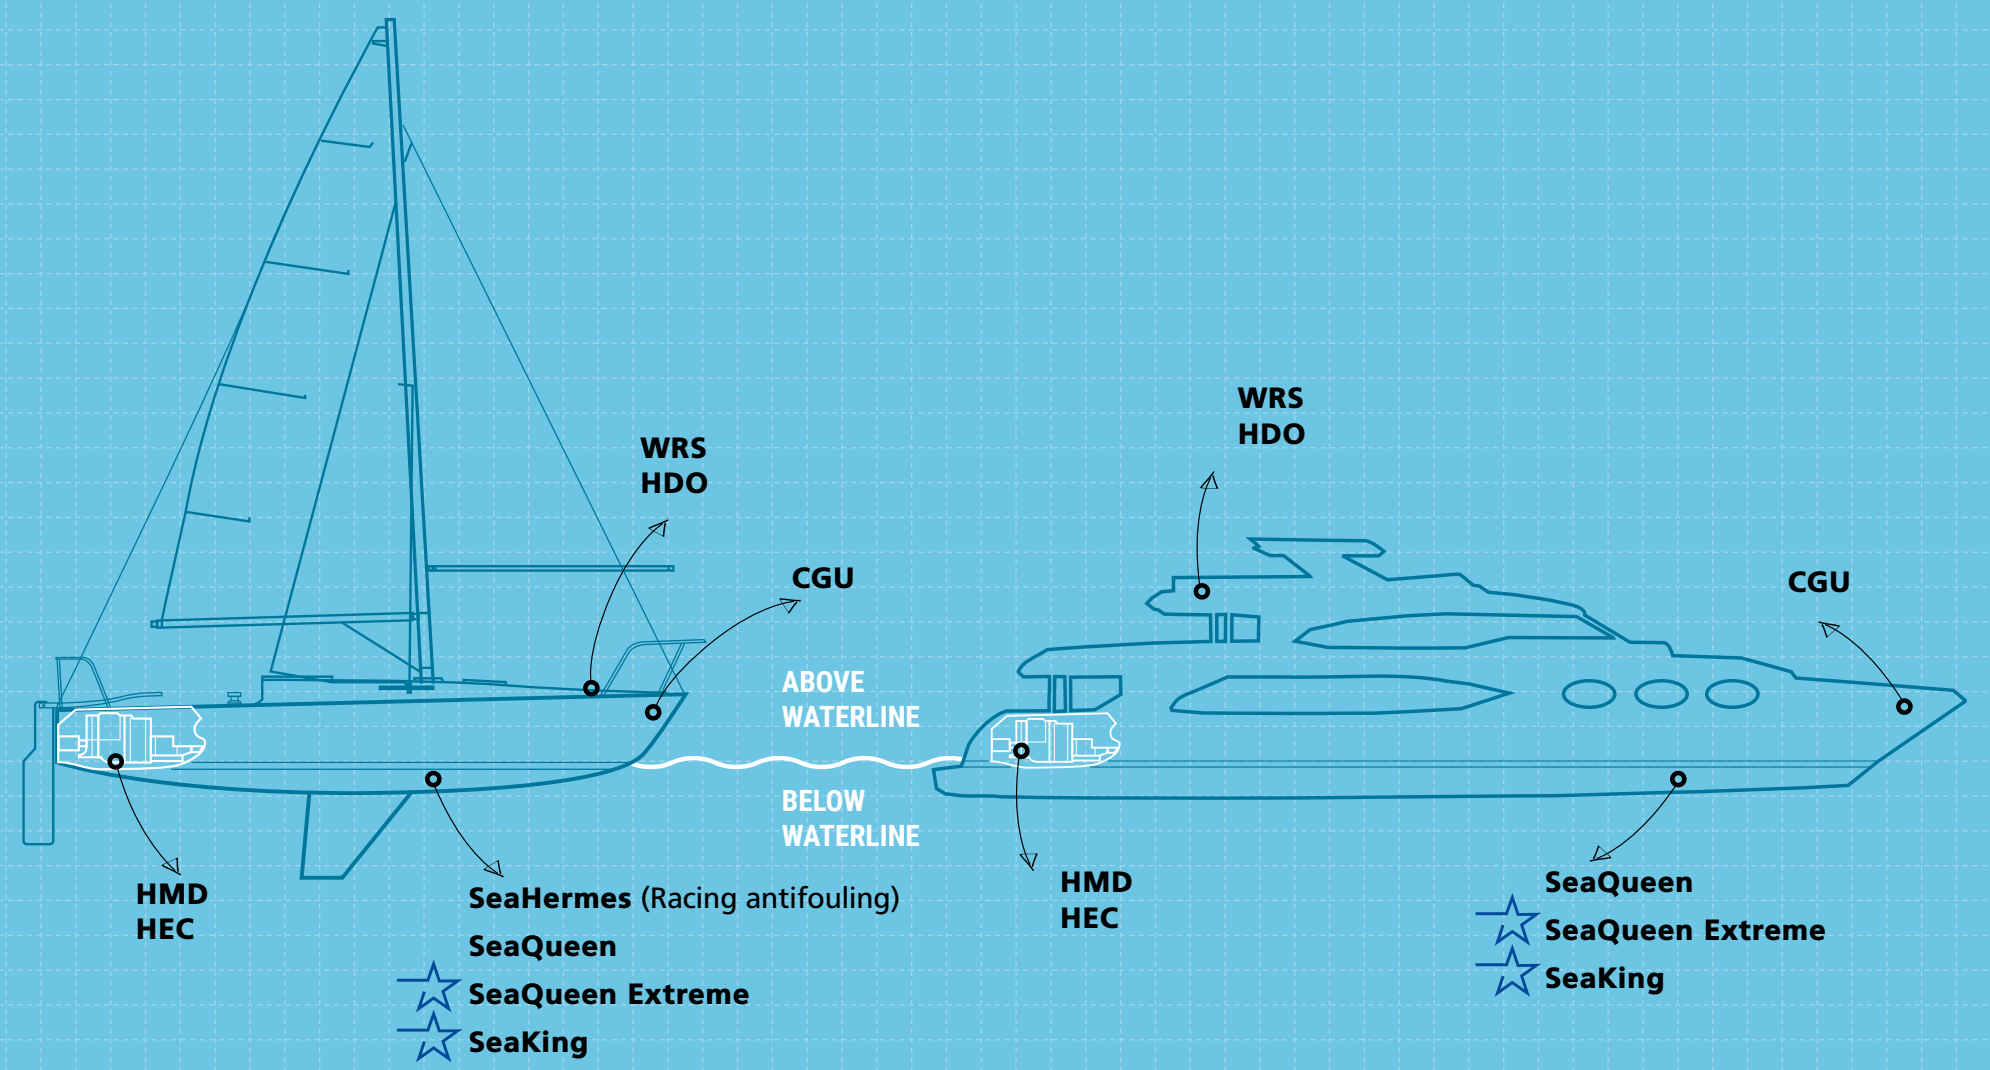 WRS
HDO
CGU
HMD
HEC
SeaHermes (Racing antifouling)
SeaQueen
SeaQueen Extreme
SeaKing
ABOVE
WATERLINE
BELOW
WATERLINE
WRS
HDO
CGU
HMD
HEC
SeaQueen
SeaQueen Extreme
SeaKing